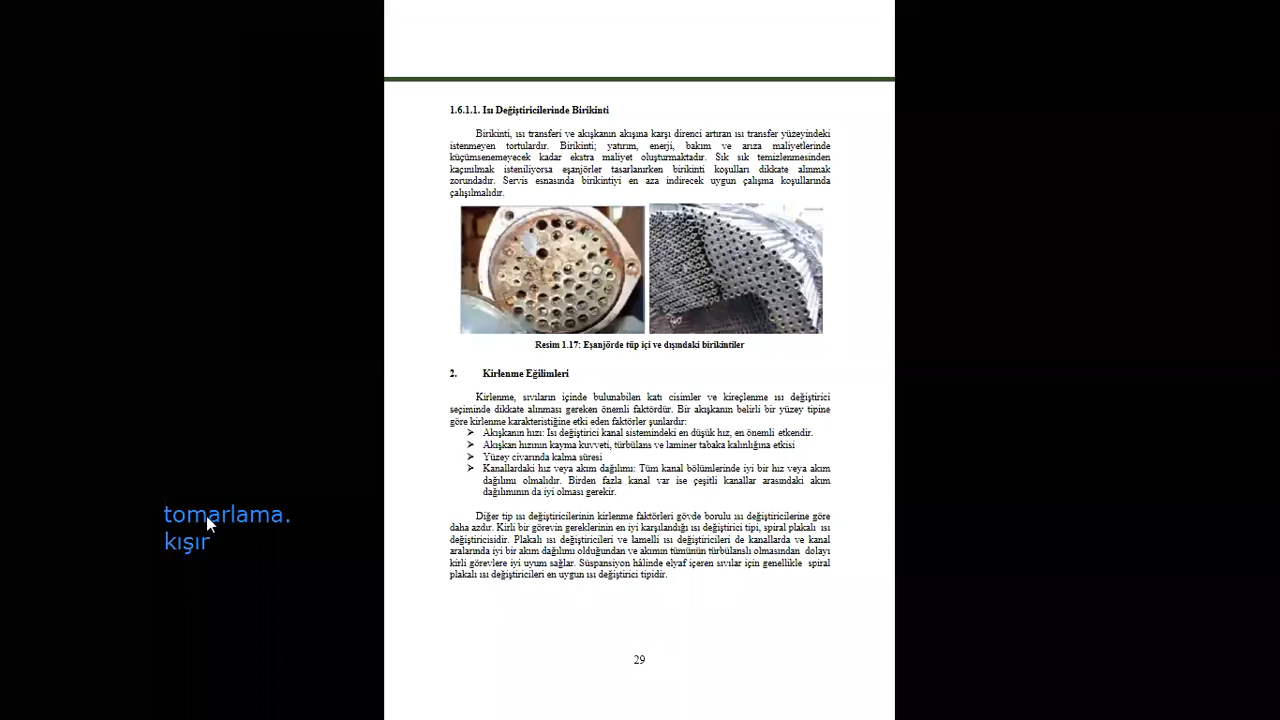 1.6.1.1. Isı Değiştiricilerinde Birikinti
Birikinti, ısı transferi ve akışkanın akışına karşı direnci artıran ısı transfer yüzeyindeki
istenmeyen tortulardır. Birikinti; yatırım, enerji, bakım ve arıza maliyetlerinde
küçümsenemeyecek kadar ekstra maliyet oluşturmaktadır. Sık sık temizlenmesinden
kaçınılmak isteniliyorsa eşanjörler tasarlanırken birikinti koşulları dikkate alınmak
zorundadır. Servis esnasında birikintiyi en aza indirecek uygun çalışma koşullarında
çalışılmalıdır.
Resim 1.17: Eşanjörde tüp içi ve dışındaki birikintiler
2. Kirlenme Eğilimleri
Kirlenme, sıvıların içinde bulunabilen katı cisimler ve kireçlenme ısı değiştirici
seçiminde dikkate alınması gereken önemli faktördür. Bir akışkanın belirli bir yüzey tipine
göre kirlenme karakteristiğine etki eden faktörler şunlardır:
➢ Akışkanın hızı: Isı değiştirici kanal sistemindeki en düşük hız, en önemli etkendir.
➢ Akışkan hızının kayma kuvveti, türbülans ve laminer tabaka kalınlığına etkisi
➢ Yüzey civarında kalma süresi
➢ Kanallardaki hız veya akım dağılımı: Tüm kanal bölümlerinde iyi bir hız veya akım
dağılımı olmalıdır. Birden fazla kanal var ise çeşitli kanallar arasındaki akım
dağılımının da iyi olması gerekir.
Diğer tip ısı değiştiricilerinin kirlenme faktörleri gövde borulu ısı değiştiricilerine göre
daha azdır. Kirli bir görevin gereklerinin en iyi karşılandığı ısı değiştirici tipi, spiral plakalı ısı
değiştiricisidir. Plakalı ısı değiştiricileri ve lamelli ısı değiştiricileri de kanallarda ve kanal
aralarında iyi bir akım dağılımı olduğundan ve akımın tümünün türbülanslı olmasından dolayı
kirli görevlere iyi uyum sağlar. Süspansiyon hâlinde elyaf içeren sıvılar için genellikle spiral
plakalı ısı değiştiricileri en uygun ısı değiştirici tipidir.
29
tomarlama.
kışır